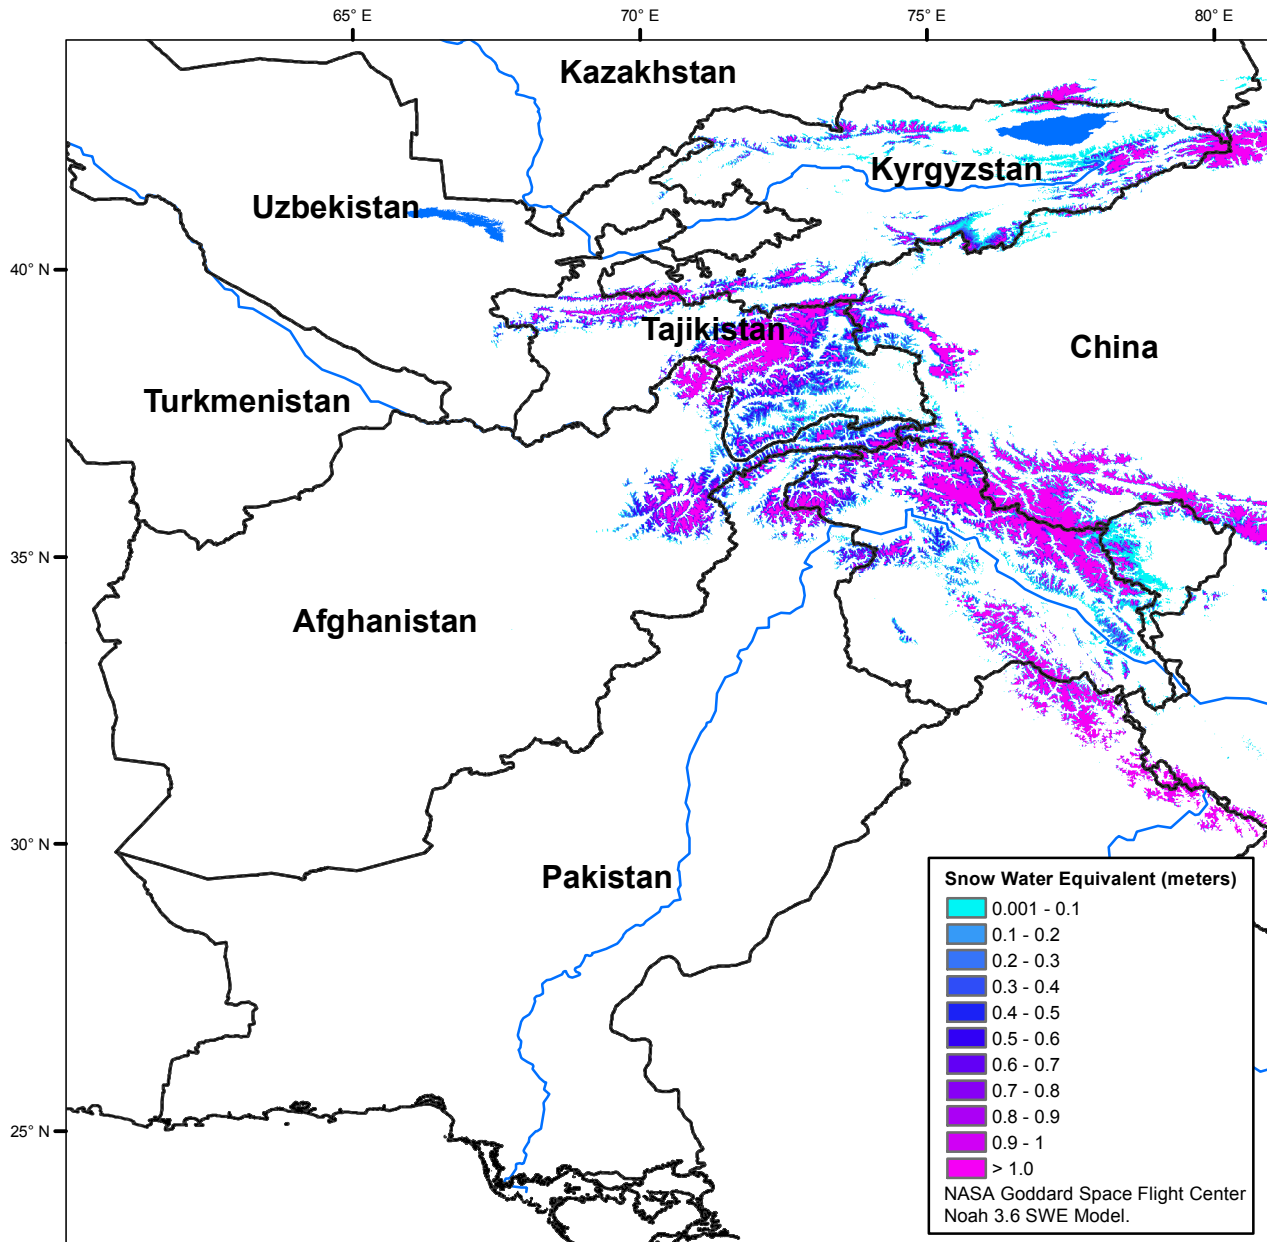 65° E
70° E
75° E
80° E
Kazakhstan
Kyrgyzstan
Uzbekistan
40° N
Tajikistan
China
Turkmenistan
35° N
Afghanistan
30° N
Pakistan
25° N
Snow Water Equivalent (meters)
0.001 - 0.1
0.1 - 0.2
0.2 - 0.3
0.3 - 0.4
0.4 - 0.5
0.5 - 0.6
0.6 - 0.7
0.7 - 0.8
0.8 - 0.9
0.9 - 1
> 1.0
NASA Goddard Space Flight Center
Noah 3.6 SWE Model.